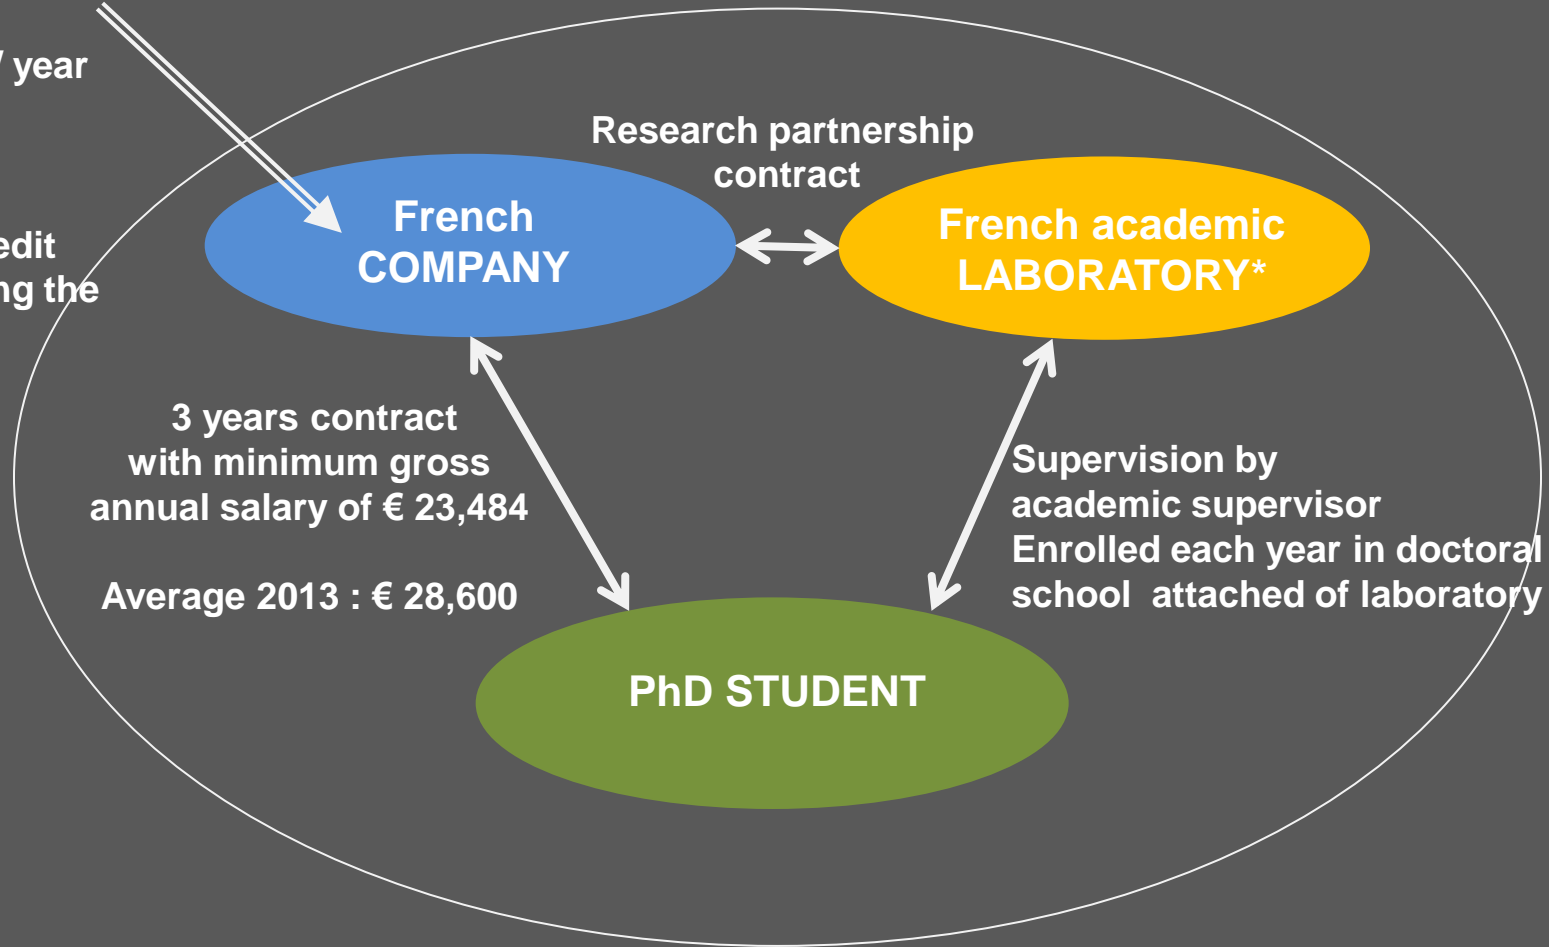 / year
Research partnership
contract
French
COMPANY
French academic
LABORATORY*
edit
ng the
3 years contract
with minimum gross
annual salary of € 23,484
Average 2013 : € 28,600
Supervision by
academic supervisor
Enrolled each year in doctoral
school attached of laboratory
PhD STUDENT